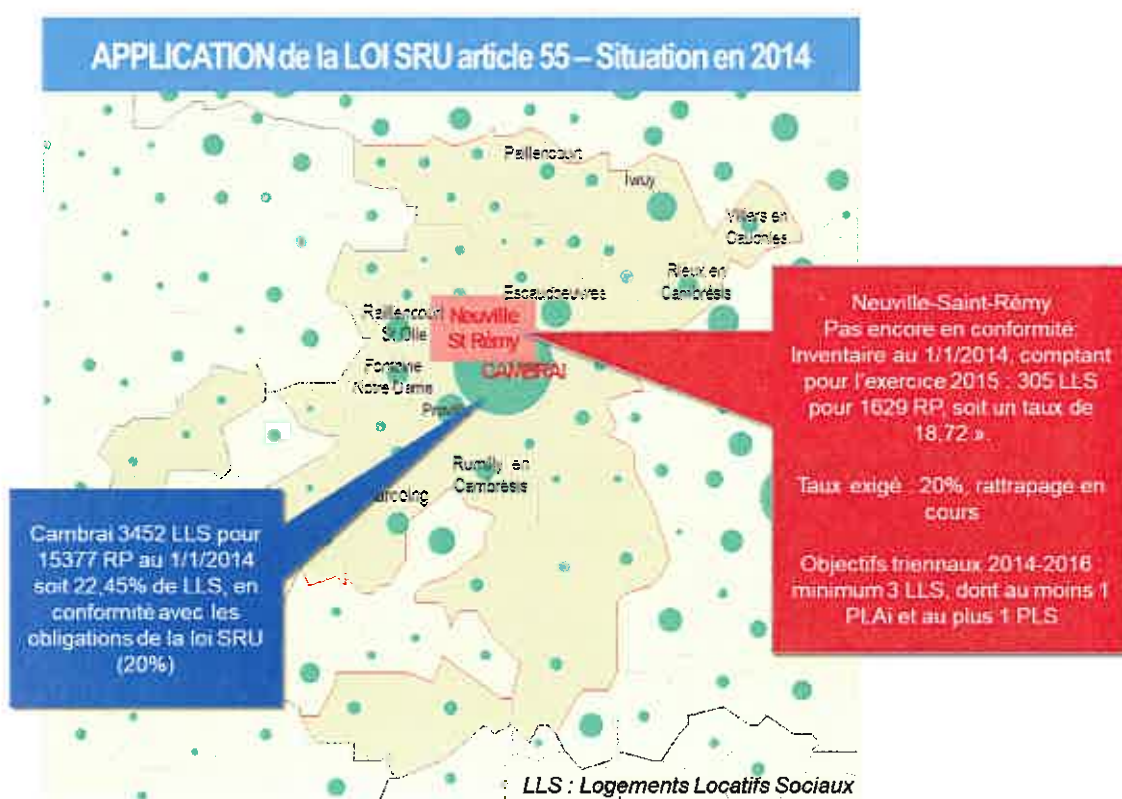 APPLICATION de la LOI SRU article 55 – Situation en 2014
Paillencourt
Iwuy
Villers en
Cauchies
Rieux en
Cambrésis
Escaudoeuvres
Raillencourt
St Olle
Neuville
St Rémy
Fontaine
Notre Dame
CAMBRAI
Rumilly en
Cambrésis
Neuville-Saint-Rémy
Pas encore en conformité
Inventaire au 1/1/2014, comptant
pour l'exercice 2015 : 305 LLS
pour 1629 RP, soit un taux de
18,72 ».
Taux exigé 20% rattrapage en
cours
Objectifs triennaux 2014-2016
minimum 3 LLS, dont au moins 1
PLAi et au plus 1 PLS
Cambrai 3452 LLS pour
15377 RP au 1/1/2014
soit 22,45% de LLS, en
conformité avec les
obligations de la loi SRU
(20%)
LLS : Logements Locatifs Sociaux